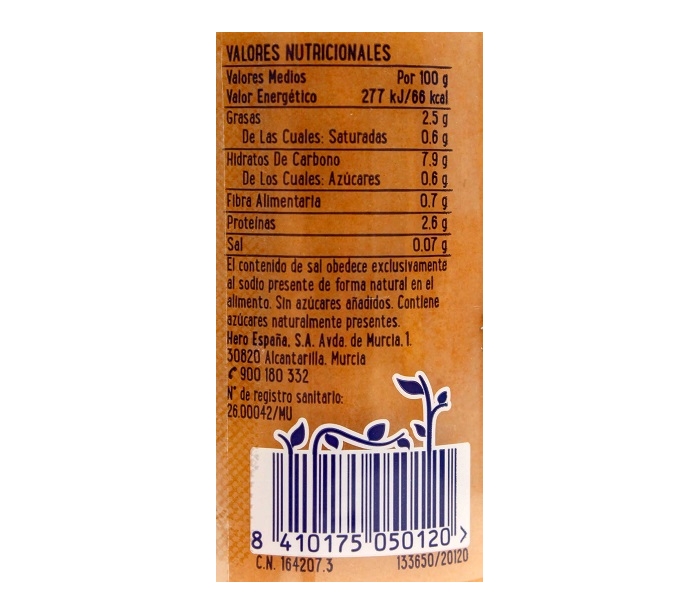 VALORES NUTRICIONALES
Valores Medios Por 100 g
Valor Energético 277 kJ/66 kcal
Grasas 2.5 g
De Las Cuales: Saturadas 0.6 g
Hidratos De Carbono 7.9 g
De Los Cuales: Azúcares 0.6 g
Fibra Alimentaria 0.7 g
Proteínas 2.6 g
Sal 0.07 g
El contenido de sal obedece exclusivamente
al sodio presente de forma natural en el
alimento. Sin azúcares añadidos. Contiene
azúcares naturalmente presentes.
Hero España, S.A. Avda. de Murcia, 1.
30820 Alcantarilla. Murcia
900 180 332
Nº de registro sanitario:
26.00042/MU
8 410175 050120 >
C.N. 164207.3 133650/20120